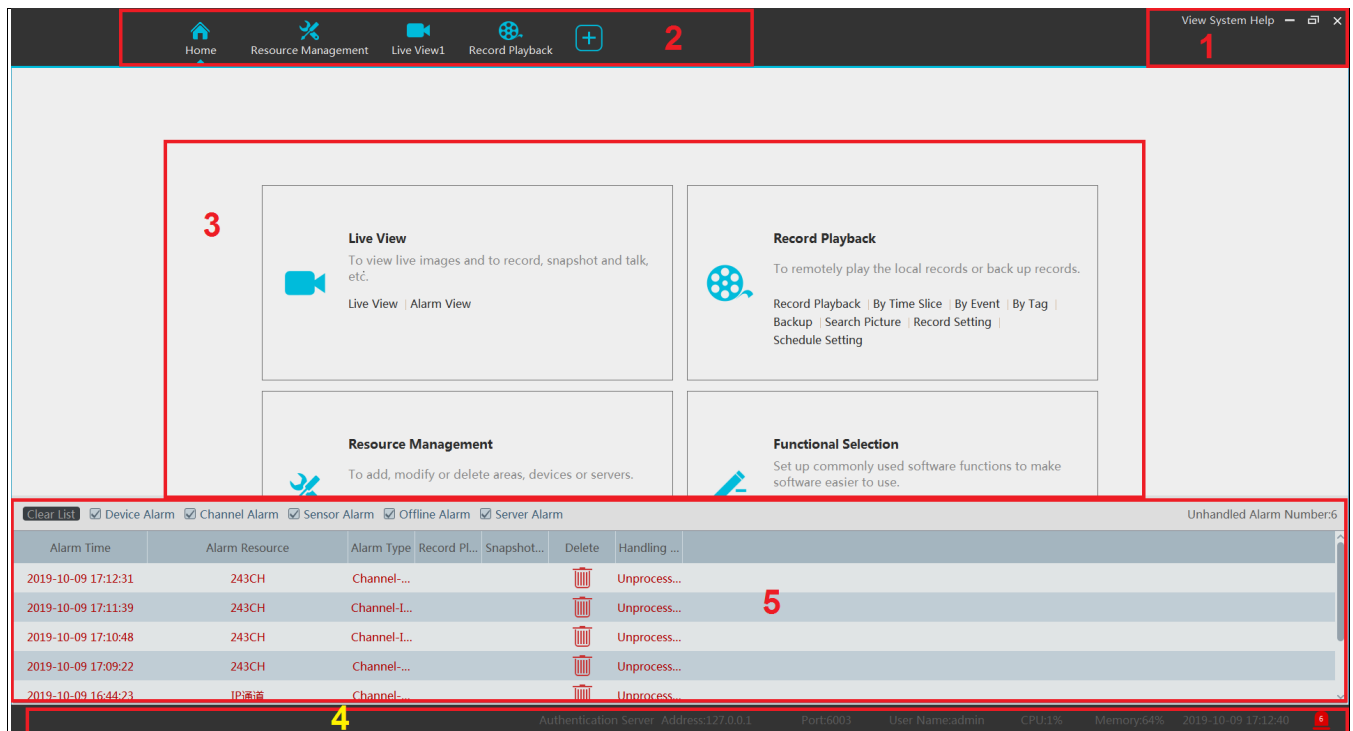 View System Help
1
Home
Resource Management
Live View1
Record Playback
2
3
Live View
To view live images and to record, snapshot and talk,
etc.
Live View | Alarm View
Record Playback
To remotely play the local records or back up records.
Record Playback | By Time Slice | By Event | By Tag |
Backup | Search Picture | Record Setting |
Schedule Setting
Resource Management
To add, modify or delete areas, devices or servers.
Functional Selection
Set up commonly used software functions to make
software easier to use.
Clear List Device Alarm Channel Alarm Sensor Alarm Offline Alarm Server Alarm Unhandled Alarm Number:6
Alarm Time Alarm Resource Alarm Type Record Pl... Snapshot... Delete Handling ...
2019-10-09 17:12:31 243CH Channel-... Unprocess...
2019-10-09 17:11:39 243CH Channel-I... Unprocess...
2019-10-09 17:10:48 243CH Channel-I... Unprocess...
2019-10-09 17:09:22 243CH Channel-... Unprocess...
2019-10-09 16:44:23 IP通道 Channel-... Unprocess...
5
4
Authentication Server Address:127.0.0.1 Port:6003 User Name:admin CPU:1% Memory:64% 2019-10-09 17:12:40 6